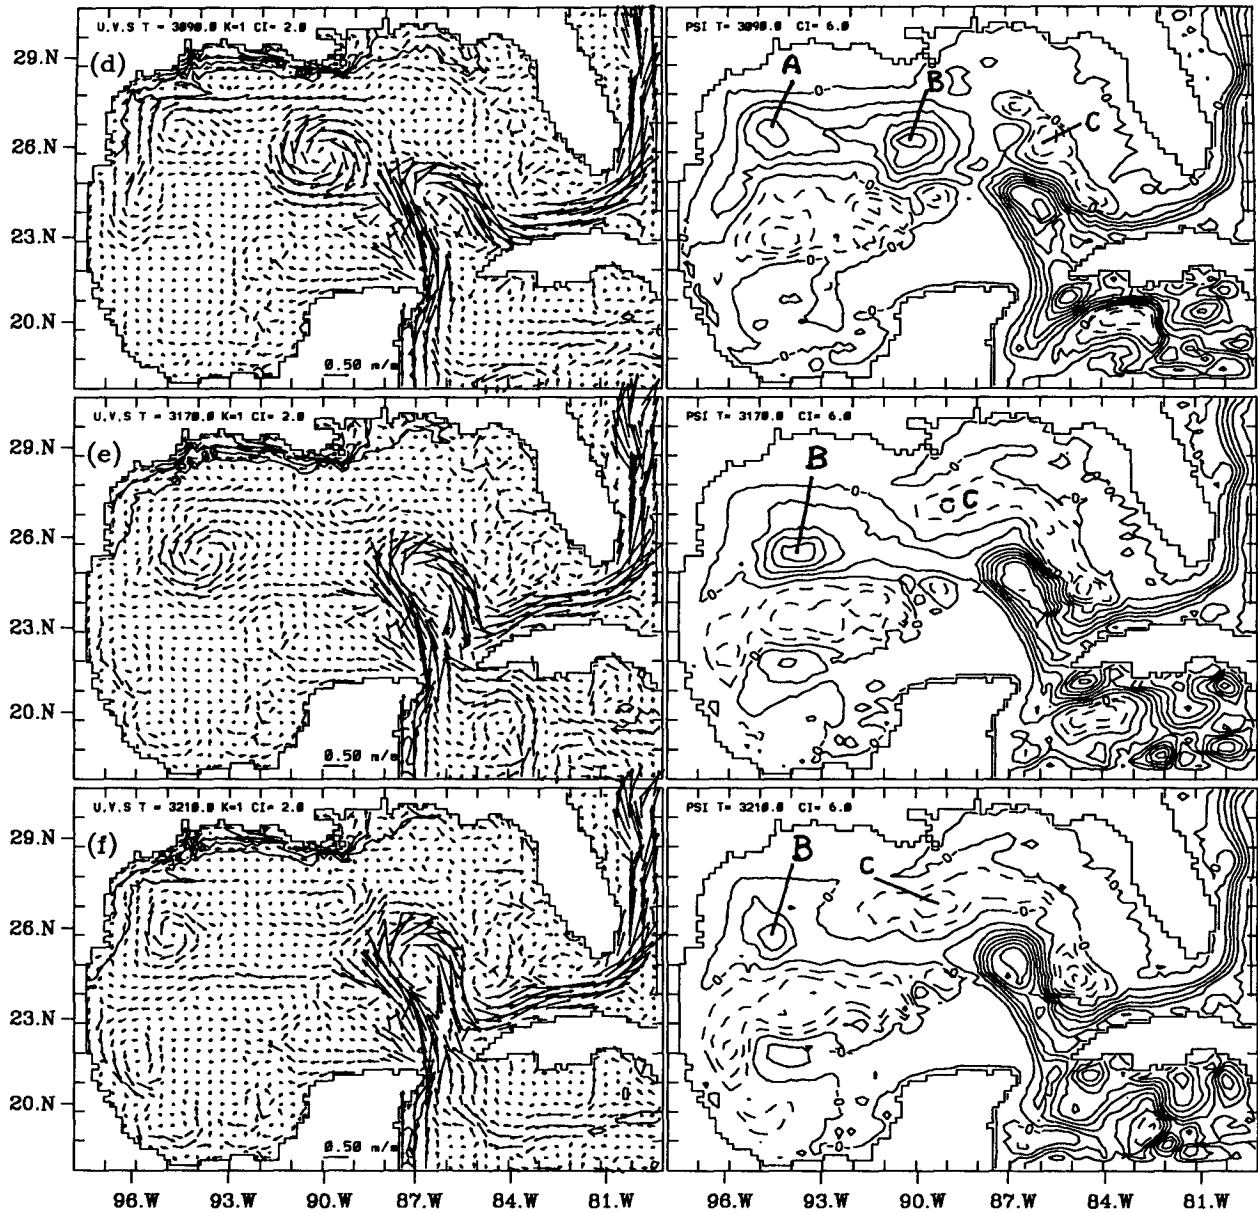 U.V.S T = 3090.0 K=1 CI= 2.0
PSI T= 3090.0 CI= 6.0
(d)
29.N
26.N
23.N
20.N
A
B
C
0.50 m/s
U.V.S T = 3170.0 K=1 CI= 2.0
PSI T= 3170.0 CI= 6.0
(e)
29.N
26.N
23.N
20.N
B
C
0.50 m/s
U.V.S T = 3210.0 K=1 CI= 2.0
PSI T= 3210.0 CI= 6.0
(f)
29.N
26.N
23.N
20.N
B
C
0.50 m/s
96.W 93.W 90.W 87.W 84.W 81.W
96.W 93.W 90.W 87.W 84.W 81.W